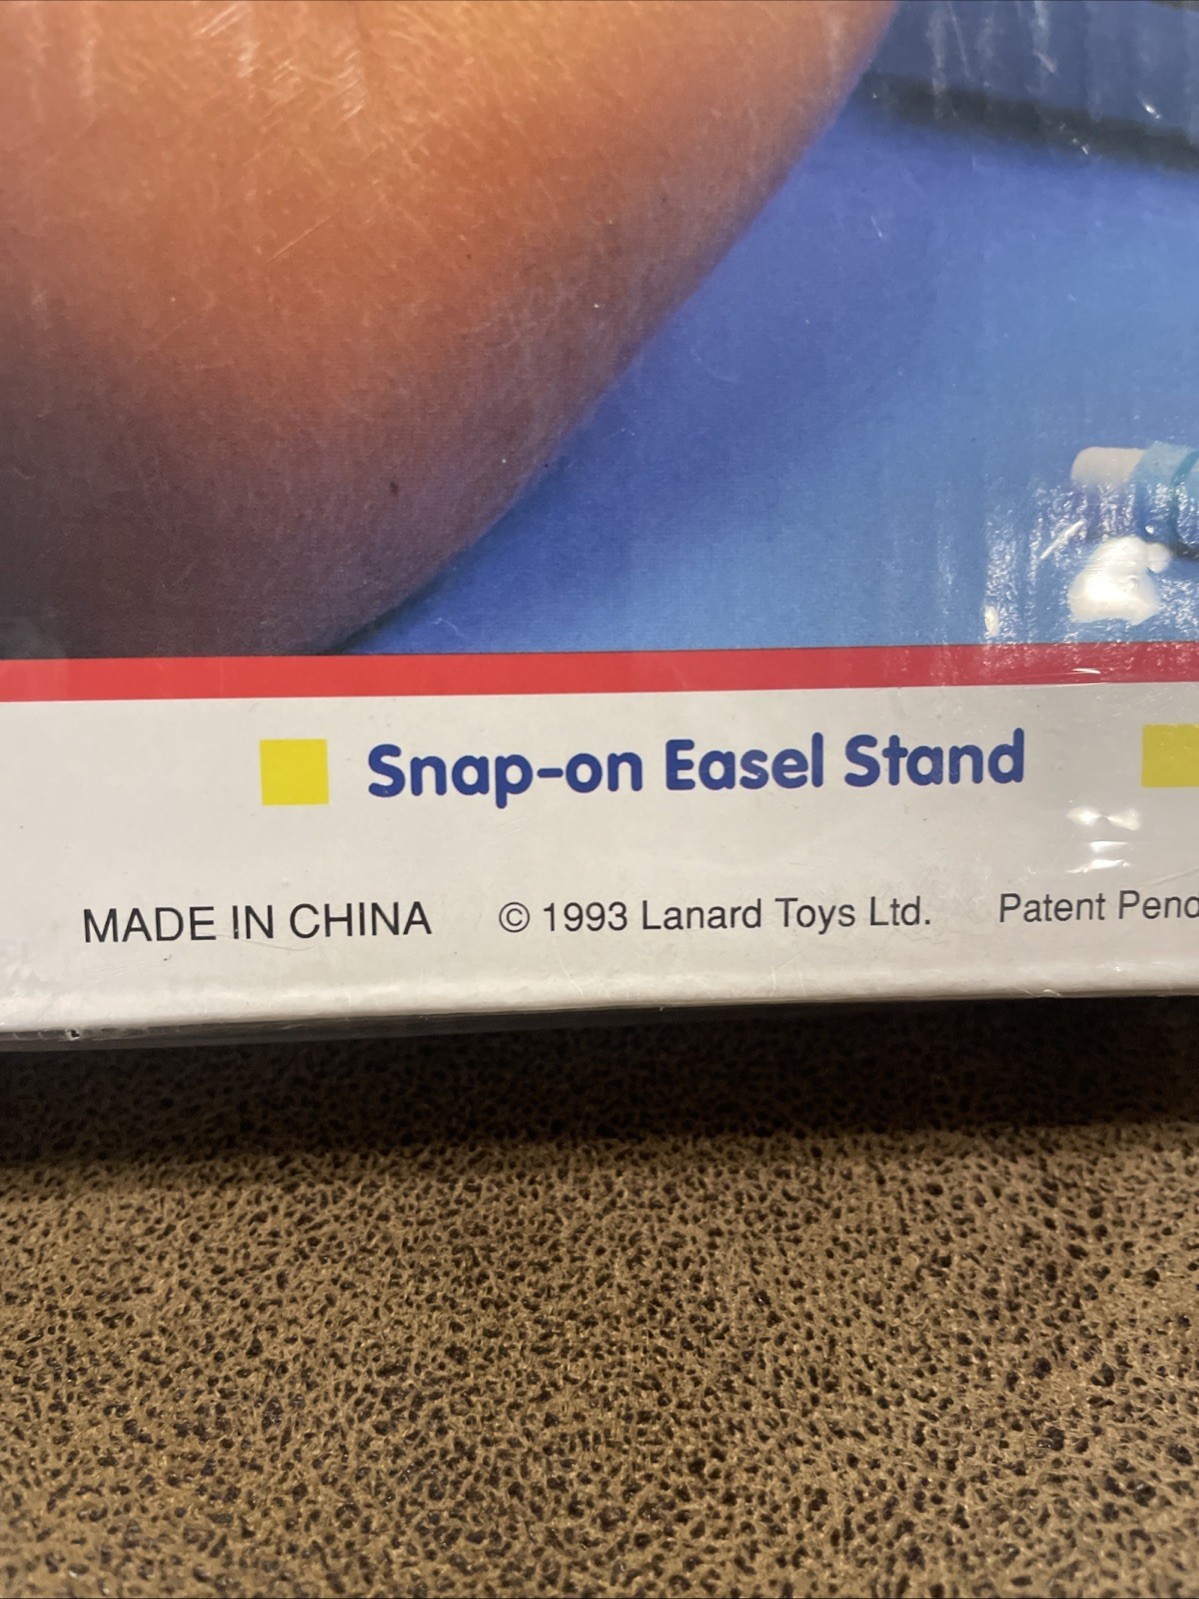 Snap-on Easel Stand
MADE IN CHINA © 1993 Lanard Toys Ltd. Patent